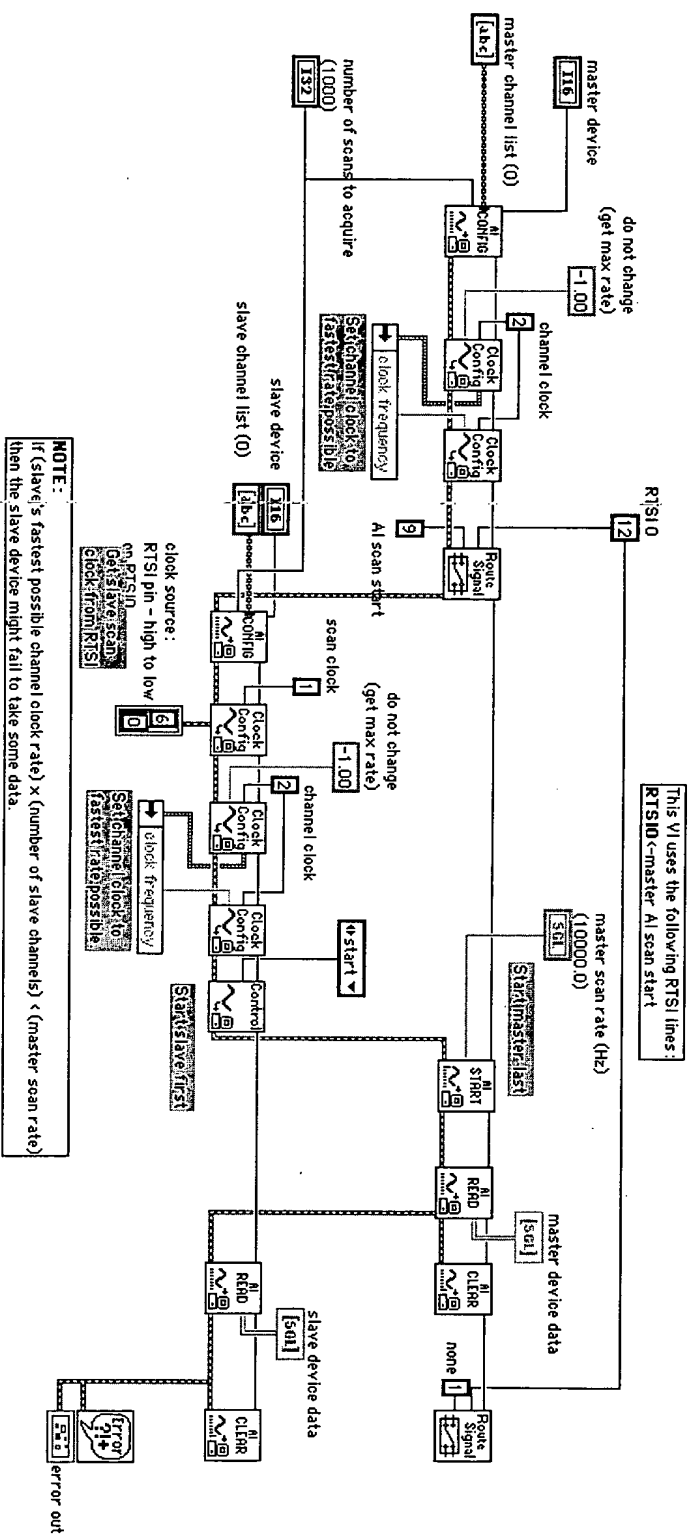 This VI uses the following RTSI lines:
RTSI0<-master AI scan start
RTSI 0
12
master device
I16
master channel list (0)
[abc]
number of scans to acquire
(1000)
I32
do not change
(get max rate)
-1.00
channel clock
2
AI
CONFIG
Clock
Config
Clock
Config
clock frequency
Set channel clock to
fastest rate possible
AI scan start
9
Route
Signal
master scan rate (Hz)
(10000.0)
SGL
Start master last
AI
START
AI
READ
master device data
[SGL]
AI
CLEAR
none
1
Route
Signal
slave device
I16
slave channel list (0)
[abc]
AI
CONFIG
scan clock
1
Clock
Config
clock source:
RTSI pin - high to low
on RTSI0
Get slave scan
clock from RTSI
6
0
do not change
(get max rate)
-1.00
channel clock
2
Clock
Config
Clock
Config
clock frequency
Set channel clock to
fastest rate possible
start
Control
Start slave first
AI
READ
slave device data
[SGL]
AI
CLEAR
Error
?!+
error out
NOTE:
If (slave's fastest possible channel clock rate) x (number of slave channels) < (master scan rate)
then the slave device might fail to take some data.